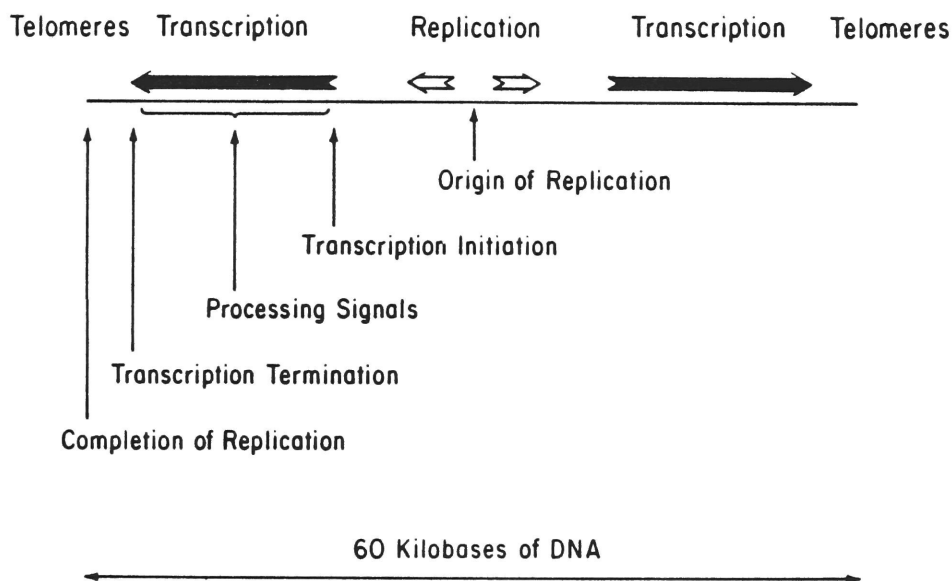 Telomeres Transcription Replication Transcription Telomeres
Origin of Replication
Transcription Initiation
Processing Signals
Transcription Termination
Completion of Replication
60 Kilobases of DNA